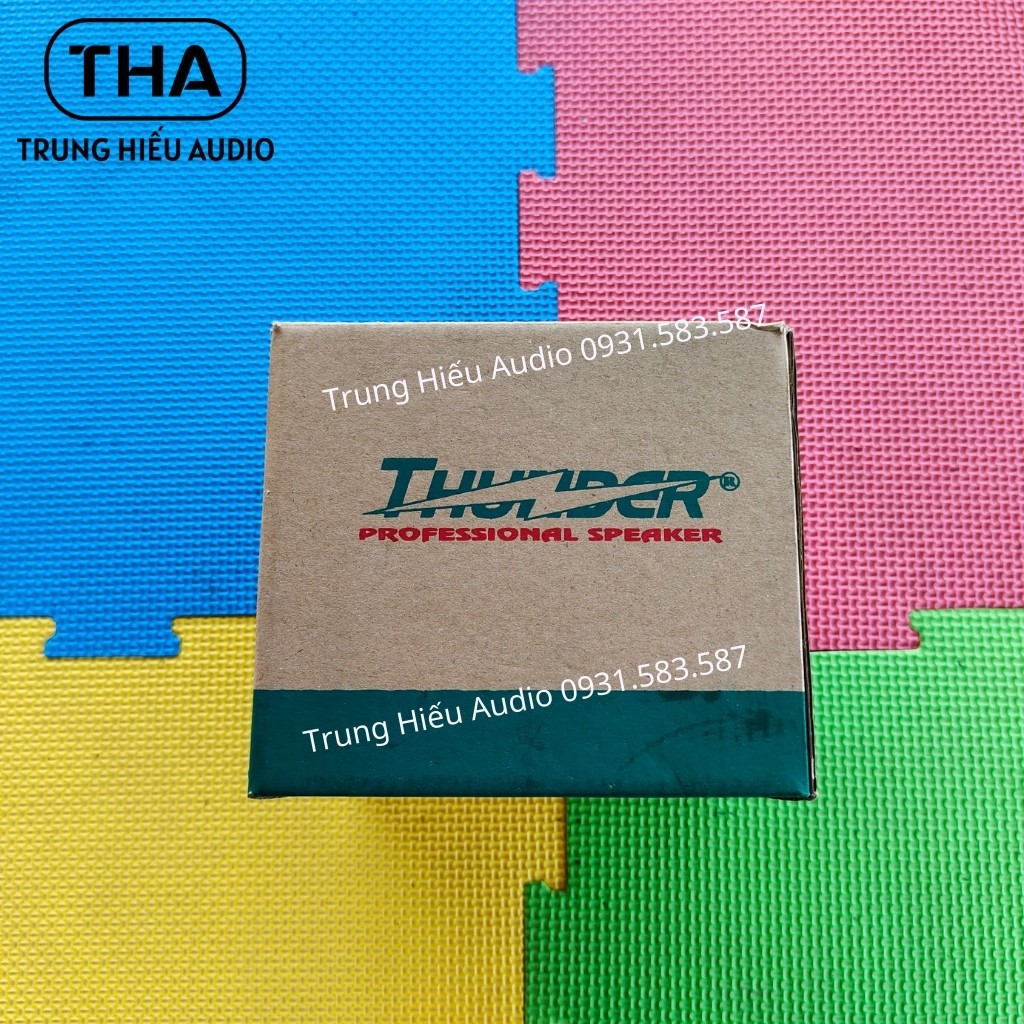 THA
TRUNG HIẾU AUDIO
Trung Hiếu Audio 0931.583.587
THUNDER®
PROFESSIONAL SPEAKER
Trung Hiếu Audio 0931.583.587